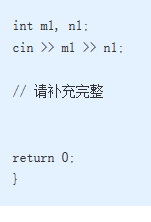 int m1, n1;
cin >> m1 >> n1;
// 请补充完整
return 0;
}